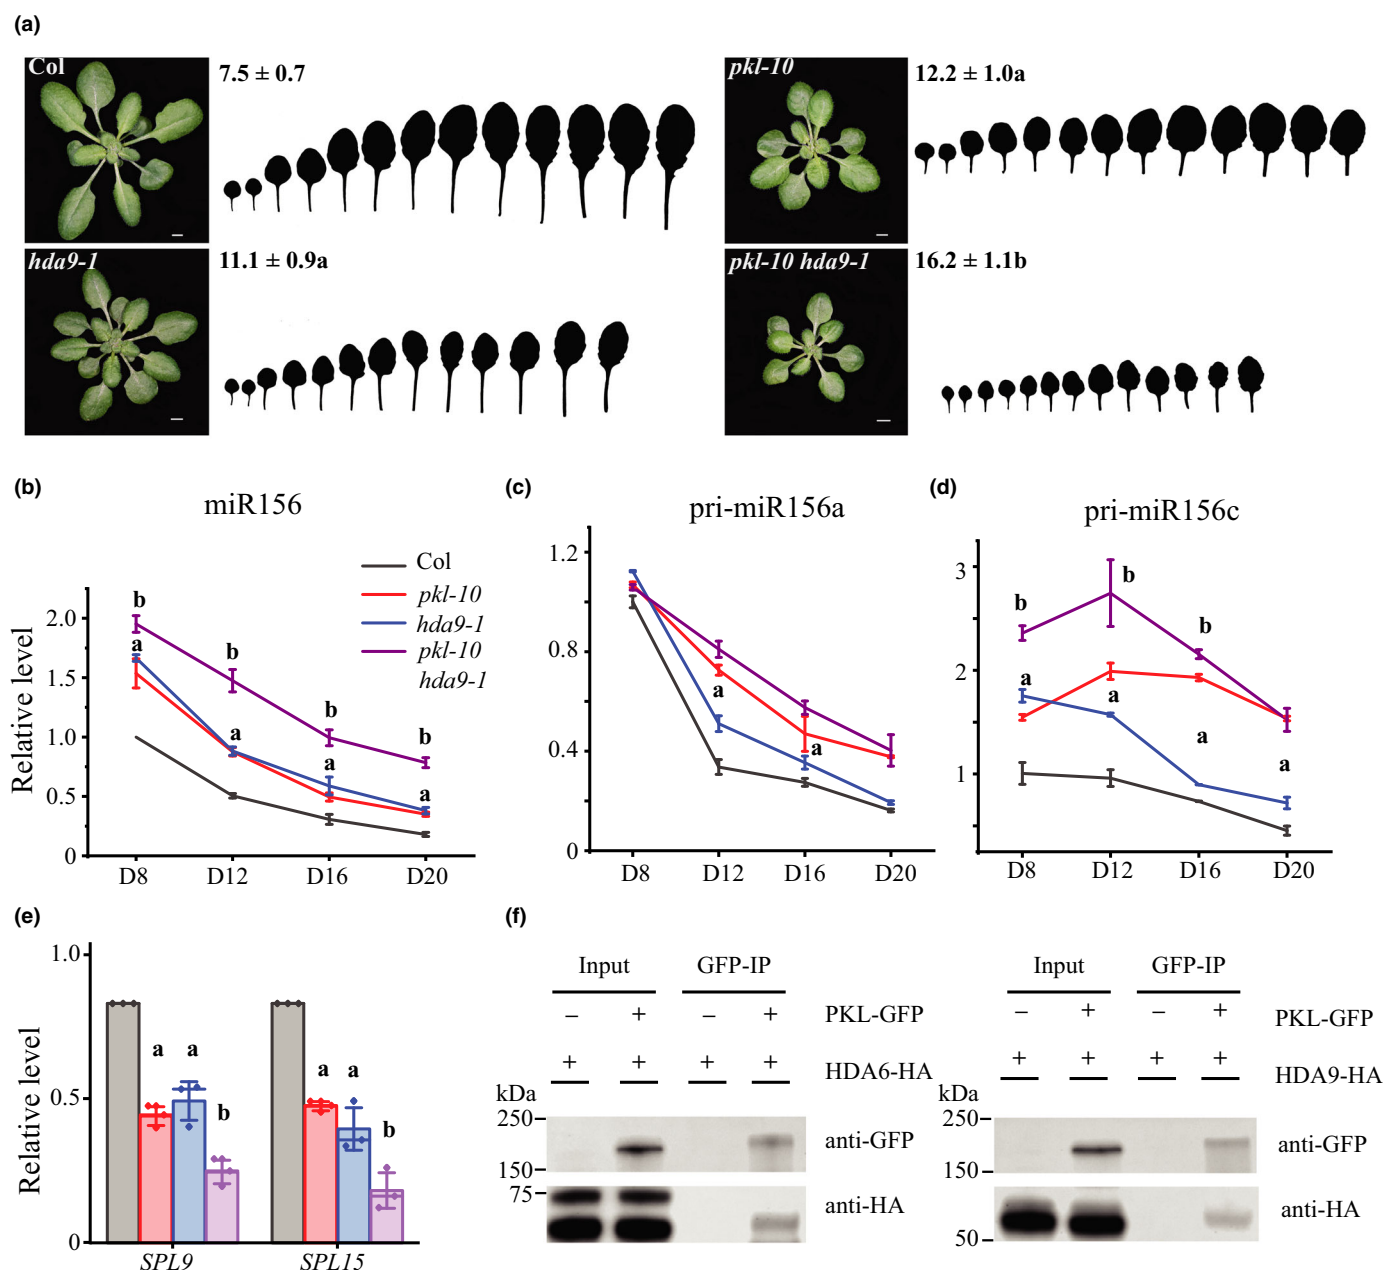 (a)
Col
7.5 ± 0.7
pkl-10
12.2 ± 1.0a
hda9-1
11.1 ± 0.9a
pkl-10 hda9-1
16.2 ± 1.1b
(b)
miR156
Relative level
2.0
1.5
1.0
0.5
0
D8
D12
D16
D20
b
a
b
a
b
a
b
a
Col
pkl-10
hda9-1
pkl-10
hda9-1
(c)
pri-miR156a
1.2
0.8
0.4
0
D8
D12
D16
D20
a
a
(d)
pri-miR156c
3
2
1
D8
D12
D16
D20
b
a
b
a
b
a
a
(e)
Relative level
1.0
0.5
0
a
a
b
a
a
b
SPL9
SPL15
(f)
Input
GFP-IP
– + – + PKL-GFP
+ + + + HDA6-HA
kDa
250
150
anti-GFP
75
anti-HA
Input
GFP-IP
– + – + PKL-GFP
+ + + + HDA9-HA
kDa
250
150
anti-GFP
50
anti-HA